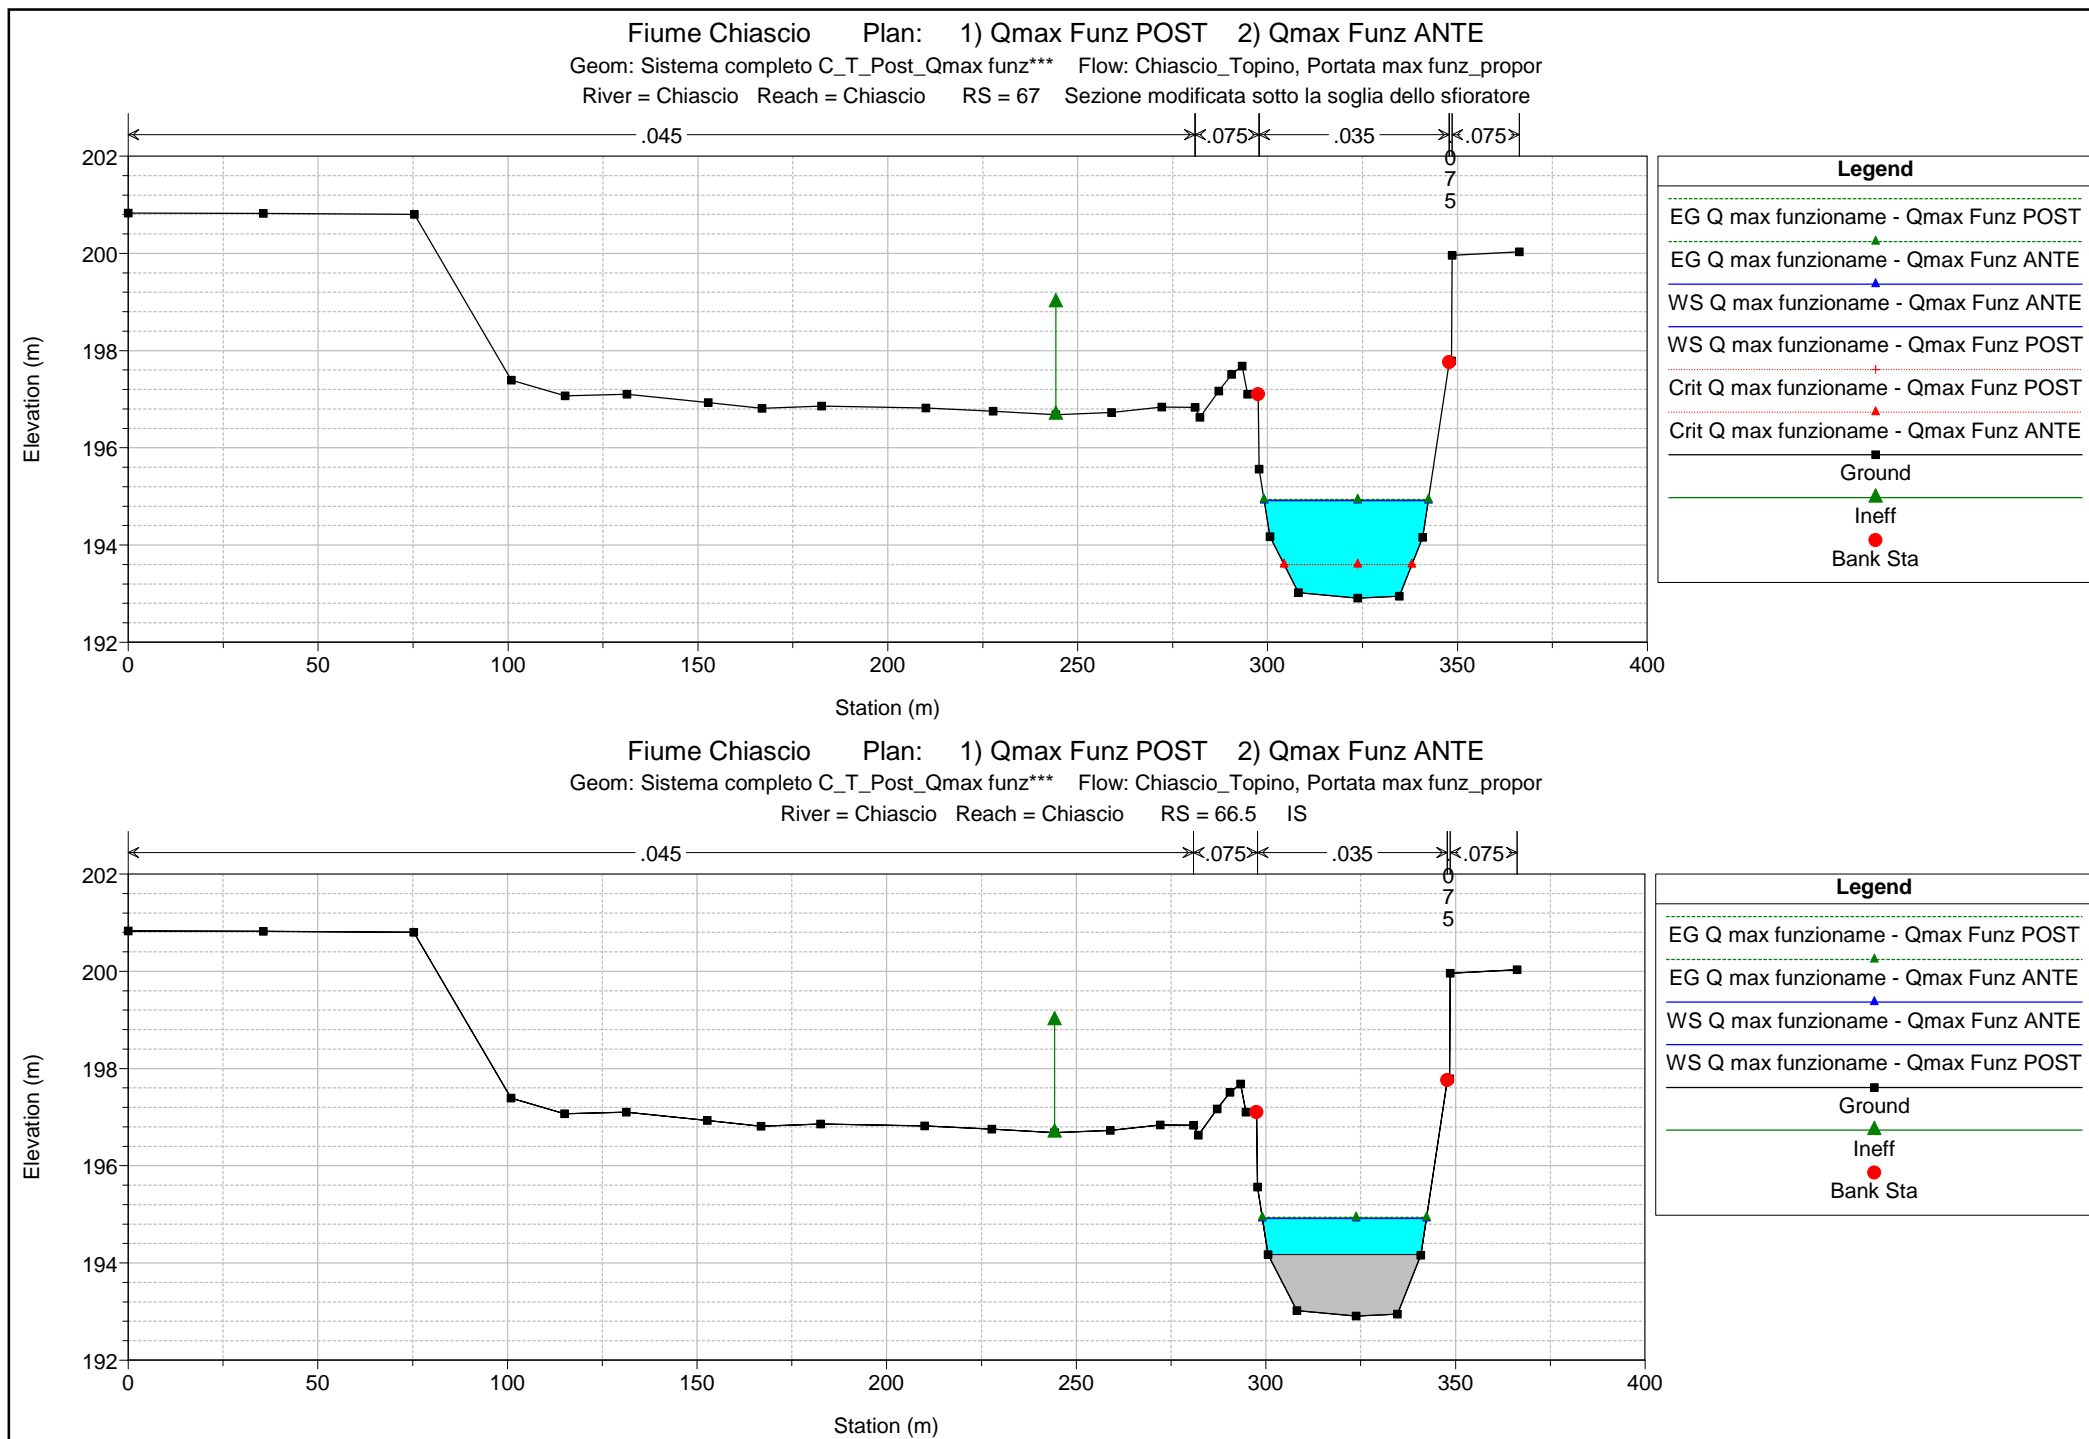 Fiume Chiascio Plan: 1) Qmax Funz POST 2) Qmax Funz ANTE
Geom: Sistema completo C_T_Post_Qmax funz*** Flow: Chiascio_Topino, Portata max funz_propor
River = Chiascio Reach = Chiascio RS = 67 Sezione modificata sotto la soglia dello sfioratore
.045 .075 .035 .075 .075
202
200
198
196
194
192
Elevation (m)
0 50 100 150 200 250 300 350 400
Station (m)
Legend
EG Q max funzioname - Qmax Funz POST
EG Q max funzioname - Qmax Funz ANTE
WS Q max funzioname - Qmax Funz ANTE
WS Q max funzioname - Qmax Funz POST
Crit Q max funzioname - Qmax Funz POST
Crit Q max funzioname - Qmax Funz ANTE
Ground
Ineff
Bank Sta
Fiume Chiascio Plan: 1) Qmax Funz POST 2) Qmax Funz ANTE
Geom: Sistema completo C_T_Post_Qmax funz*** Flow: Chiascio_Topino, Portata max funz_propor
River = Chiascio Reach = Chiascio RS = 66.5 IS
.045 .075 .035 .075 .075
202
200
198
196
194
192
Elevation (m)
0 50 100 150 200 250 300 350 400
Station (m)
Legend
EG Q max funzioname - Qmax Funz POST
EG Q max funzioname - Qmax Funz ANTE
WS Q max funzioname - Qmax Funz ANTE
WS Q max funzioname - Qmax Funz POST
Ground
Ineff
Bank Sta